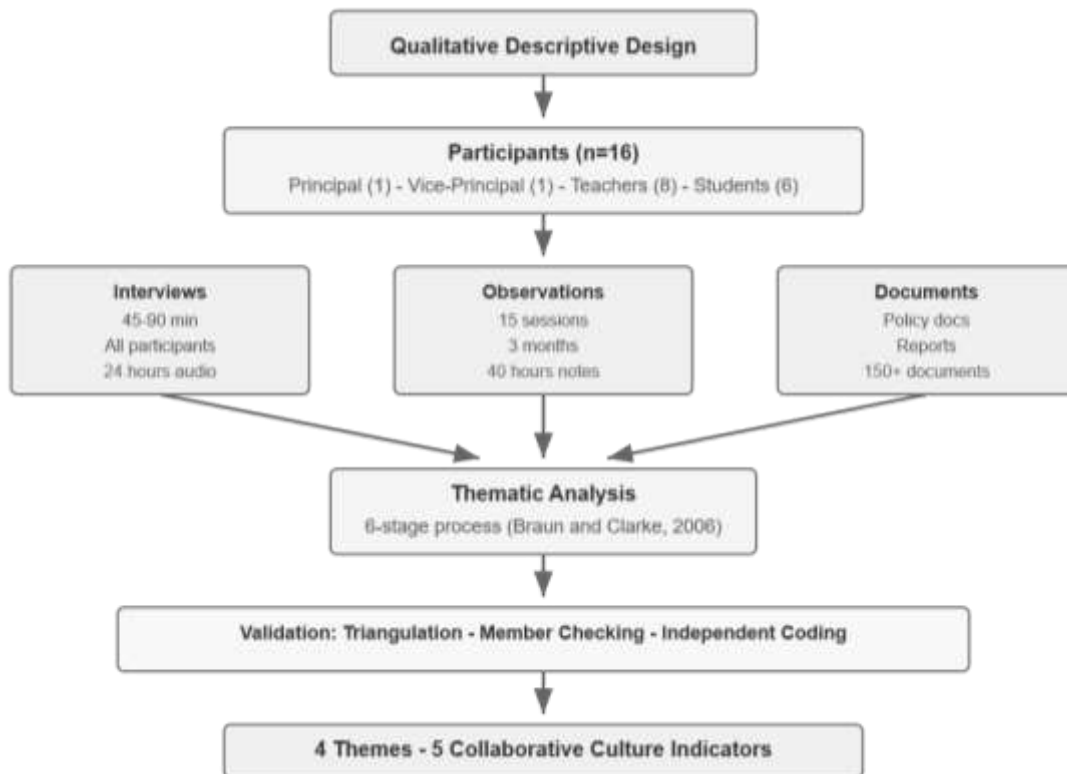 Qualitative Descriptive Design
Participants (n=16)
Principal (1) - Vice-Principal (1) - Teachers (8) - Students (6)
Interviews
45-90 min
All participants
24 hours audio
Observations
15 sessions
3 months
40 hours notes
Documents
Policy docs
Reports
150+ documents
Thematic Analysis
6-stage process (Braun and Clarke, 2006)
Validation: Triangulation - Member Checking - Independent Coding
4 Themes - 5 Collaborative Culture Indicators